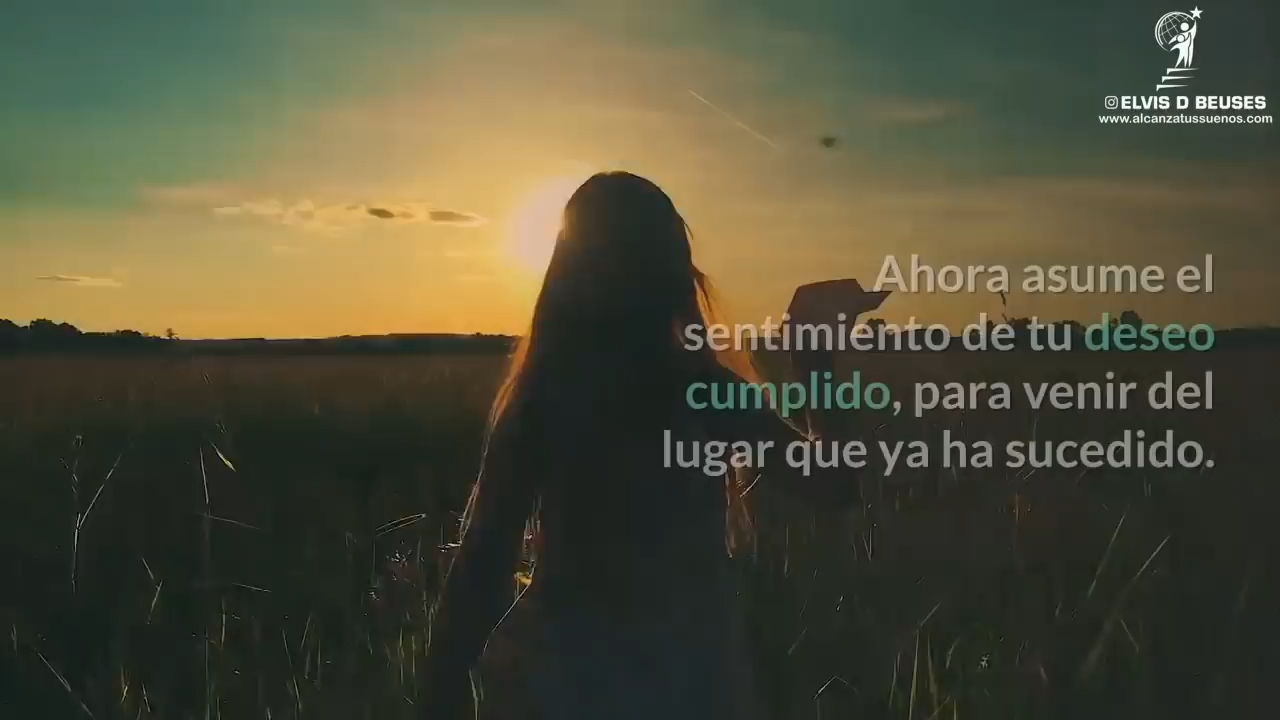 ELVIS D BEUSES
www.alcanzatussuenos.com
Ahora asume el
sentimiento de tu deseo
cumplido, para venir del
lugar que ya ha sucedido.